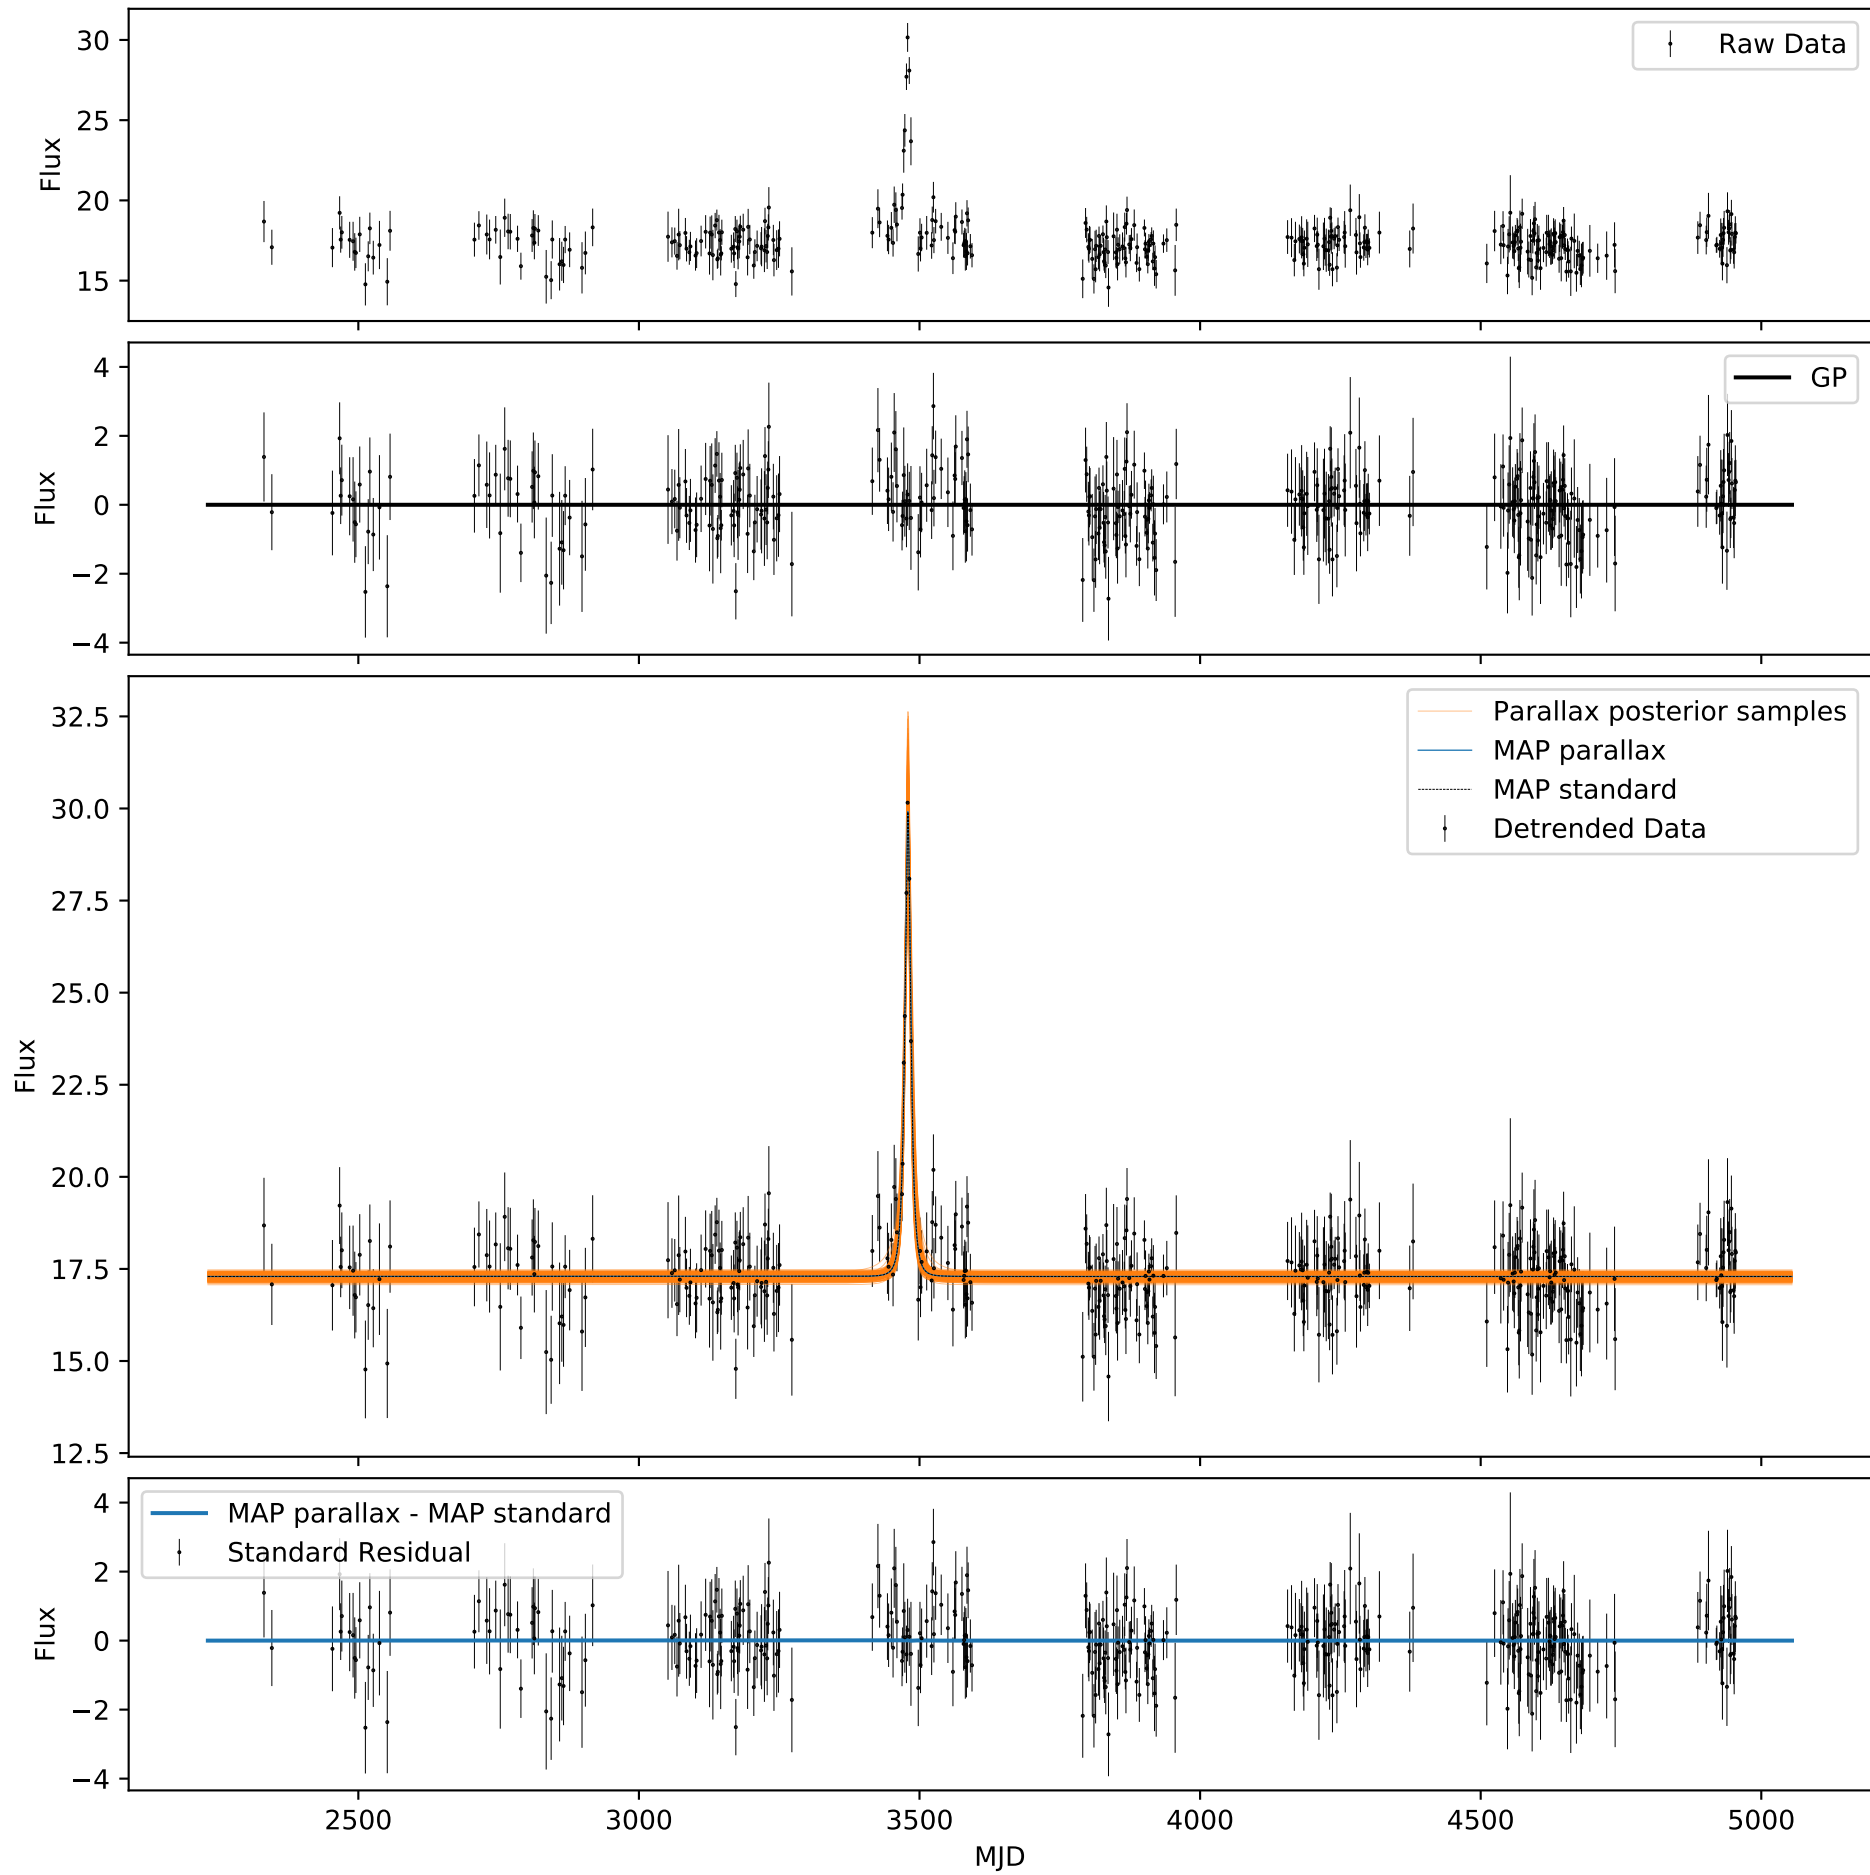 30
25
20
15
Flux
Raw Data
4
2
0
−2
−4
Flux
GP
32.5
30.0
27.5
25.0
22.5
20.0
17.5
15.0
12.5
Flux
Parallax posterior samples
MAP parallax
MAP standard
Detrended Data
4
2
0
−2
−4
Flux
MAP parallax - MAP standard
Standard Residual
2500 3000 3500 4000 4500 5000
MJD